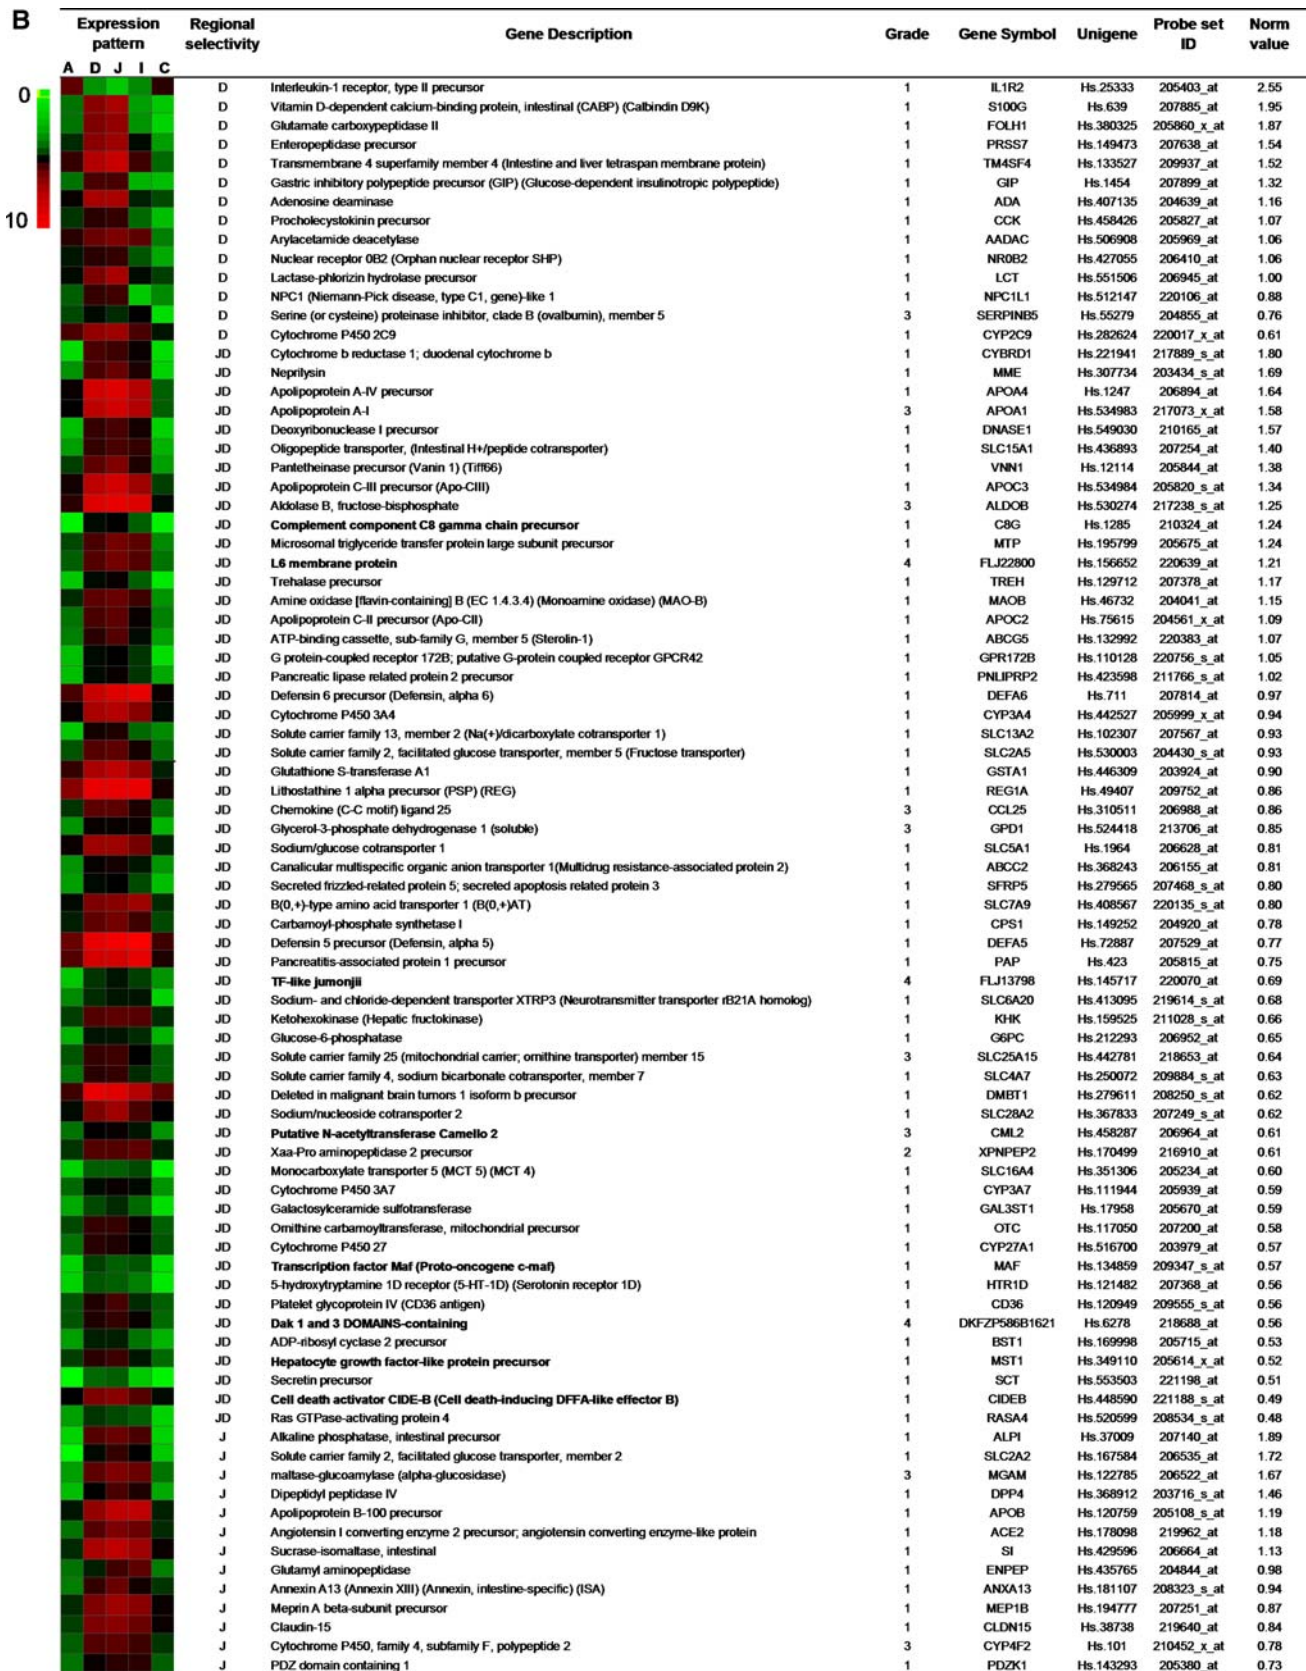 B
Expression pattern Regional selectivity Gene Description Grade Gene Symbol Unigene Probe set ID Norm value
A D J I C
0
10
D Interleukin-1 receptor, type II precursor 1 IL1R2 Hs.25333 205403_at 2.55
D Vitamin D-dependent calcium-binding protein, intestinal (CABP) (Calbindin D9K) 1 S100G Hs.639 207885_at 1.95
D Glutamate carboxypeptidase II 1 FOLH1 Hs.380325 205860_x_at 1.87
D Enteropeptidase precursor 1 PRSS7 Hs.149473 207638_at 1.54
D Transmembrane 4 superfamily member 4 (Intestine and liver tetraspan membrane protein) 1 TM4SF4 Hs.133527 209937_at 1.52
D Gastric inhibitory polypeptide precursor (GIP) (Glucose-dependent insulinotropic polypeptide) 1 GIP Hs.1454 207899_at 1.32
D Adenosine deaminase 1 ADA Hs.407135 204639_at 1.16
D Procholecystokinin precursor 1 CCK Hs.458426 205827_at 1.07
D Arylacetamide deacetylase 1 AADAC Hs.506908 205969_at 1.06
D Nuclear receptor 0B2 (Orphan nuclear receptor SHP) 1 NR0B2 Hs.427055 206410_at 1.06
D Lactase-phlorizin hydrolase precursor 1 LCT Hs.551506 206945_at 1.00
D NPC1 (Niemann-Pick disease, type C1, gene)-like 1 1 NPC1L1 Hs.512147 220106_at 0.88
D Serine (or cysteine) proteinase inhibitor, clade B (ovalbumin), member 5 3 SERPINB5 Hs.55279 204855_at 0.76
D Cytochrome P450 2C9 1 CYP2C9 Hs.282624 220017_x_at 0.61
JD Cytochrome b reductase 1; duodenal cytochrome b 1 CYBRD1 Hs.221941 217889_s_at 1.80
JD Neprilysin 1 MME Hs.307734 203434_s_at 1.69
JD Apolipoprotein A-IV precursor 1 APOA4 Hs.1247 206894_at 1.64
JD Apolipoprotein A-I 3 APOA1 Hs.534983 217073_x_at 1.58
JD Deoxyribonuclease I precursor 1 DNASE1 Hs.549030 210165_at 1.57
JD Oligopeptide transporter, (Intestinal H+/peptide cotransporter) 1 SLC15A1 Hs.436893 207254_at 1.40
JD Pantetheinase precursor (Vanin 1) (Tiff66) 1 VNN1 Hs.12114 205844_at 1.38
JD Apolipoprotein C-III precursor (Apo-CIII) 1 APOC3 Hs.534984 205820_s_at 1.34
JD Aldolase B, fructose-bisphosphate 3 ALDOB Hs.530274 217238_s_at 1.25
JD Complement component C8 gamma chain precursor 1 C8G Hs.1285 210324_at 1.24
JD Microsomal triglyceride transfer protein large subunit precursor 1 MTP Hs.195799 205675_at 1.24
JD L6 membrane protein 4 FLJ22800 Hs.156652 220639_at 1.21
JD Trehalase precursor 1 TREH Hs.129712 207378_at 1.17
JD Amine oxidase [flavin-containing] B (EC 1.4.3.4) (Monoamine oxidase) (MAO-B) 1 MAOB Hs.46732 204041_at 1.15
JD Apolipoprotein C-II precursor (Apo-CII) 1 APOC2 Hs.75615 204561_x_at 1.09
JD ATP-binding cassette, sub-family G, member 5 (Sterolin-1) 1 ABCG5 Hs.132992 220383_at 1.07
JD G protein-coupled receptor 172B; putative G-protein coupled receptor GPCR42 1 GPR172B Hs.110128 220756_s_at 1.05
JD Pancreatic lipase related protein 2 precursor 1 PNLIPRP2 Hs.423598 211766_s_at 1.02
JD Defensin 6 precursor (Defensin, alpha 6) 1 DEFA6 Hs.711 207814_at 0.97
JD Cytochrome P450 3A4 1 CYP3A4 Hs.442527 205999_x_at 0.94
JD Solute carrier family 13, member 2 (Na(+)/dicarboxylate cotransporter 1) 1 SLC13A2 Hs.102307 207567_at 0.93
JD Solute carrier family 2, facilitated glucose transporter, member 5 (Fructose transporter) 1 SLC2A5 Hs.530003 204430_s_at 0.93
JD Glutathione S-transferase A1 1 GSTA1 Hs.446309 203924_at 0.90
JD Lithostathine 1 alpha precursor (PSP) (REG) 1 REG1A Hs.49407 209752_at 0.86
JD Chemokine (C-C motif) ligand 25 3 CCL25 Hs.310511 206988_at 0.86
JD Glycerol-3-phosphate dehydrogenase 1 (soluble) 3 GPD1 Hs.524418 213706_at 0.85
JD Sodium/glucose cotransporter 1 1 SLC5A1 Hs.1964 206628_at 0.81
JD Canalicular multispecific organic anion transporter 1(Multidrug resistance-associated protein 2) 1 ABCC2 Hs.368243 206155_at 0.81
JD Secreted frizzled-related protein 5; secreted apoptosis related protein 3 1 SFRP5 Hs.279565 207468_s_at 0.80
JD B(0,+)-type amino acid transporter 1 (B(0,+)AT) 1 SLC7A9 Hs.408567 220135_s_at 0.80
JD Carbamoyl-phosphate synthetase I 1 CPS1 Hs.149252 204920_at 0.78
JD Defensin 5 precursor (Defensin, alpha 5) 1 DEFA5 Hs.72887 207529_at 0.77
JD Pancreatitis-associated protein 1 precursor 1 PAP Hs.423 205815_at 0.75
JD TF-like jumonjii 4 FLJ13798 Hs.145717 220070_at 0.69
JD Sodium- and chloride-dependent transporter XTRP3 (Neurotransmitter transporter rB21A homolog) 1 SLC6A20 Hs.413095 219614_s_at 0.68
JD Ketohexokinase (Hepatic fructokinase) 1 KHK Hs.159525 211028_s_at 0.66
JD Glucose-6-phosphatase 1 G6PC Hs.212293 206952_at 0.65
JD Solute carrier family 25 (mitochondrial carrier; ornithine transporter) member 15 3 SLC25A15 Hs.442781 218653_at 0.64
JD Solute carrier family 4, sodium bicarbonate cotransporter, member 7 1 SLC4A7 Hs.250072 209884_s_at 0.63
JD Deleted in malignant brain tumors 1 isoform b precursor 1 DMBT1 Hs.279611 208250_s_at 0.62
JD Sodium/nucleoside cotransporter 2 1 SLC28A2 Hs.367833 207249_s_at 0.62
JD Putative N-acetyltransferase Camello 2 3 CML2 Hs.458287 206964_at 0.61
JD Xaa-Pro aminopeptidase 2 precursor 2 XPNPEP2 Hs.170499 216910_at 0.61
JD Monocarboxylate transporter 5 (MCT 5) (MCT 4) 1 SLC16A4 Hs.351306 205234_at 0.60
JD Cytochrome P450 3A7 1 CYP3A7 Hs.111944 205939_at 0.59
JD Galactosylceramide sulfotransferase 1 GAL3ST1 Hs.17958 205670_at 0.59
JD Ornithine carbamoyltransferase, mitochondrial precursor 1 OTC Hs.117050 207200_at 0.58
JD Cytochrome P450 27 1 CYP27A1 Hs.516700 203979_at 0.57
JD Transcription factor Maf (Proto-oncogene c-maf) 1 MAF Hs.134859 209347_s_at 0.57
JD 5-hydroxytryptamine 1D receptor (5-HT-1D) (Serotonin receptor 1D) 1 HTR1D Hs.121482 207368_at 0.56
JD Platelet glycoprotein IV (CD36 antigen) 1 CD36 Hs.120949 209555_s_at 0.56
JD Dak 1 and 3 DOMAINS-containing 4 DKFZP586B1621 Hs.6278 218688_at 0.56
JD ADP-ribosyl cyclase 2 precursor 1 BST1 Hs.169998 205715_at 0.53
JD Hepatocyte growth factor-like protein precursor 1 MST1 Hs.349110 205614_x_at 0.52
JD Secretin precursor 1 SCT Hs.553503 221198_at 0.51
JD Cell death activator CIDE-B (Cell death-inducing DFFA-like effector B) 1 CIDEB Hs.448590 221188_s_at 0.49
JD Ras GTPase-activating protein 4 1 RASA4 Hs.520599 208534_s_at 0.48
J Alkaline phosphatase, intestinal precursor 1 ALPI Hs.37009 207140_at 1.89
J Solute carrier family 2, facilitated glucose transporter, member 2 1 SLC2A2 Hs.167584 206535_at 1.72
J maltase-glucoamylase (alpha-glucosidase) 3 MGAM Hs.122785 206522_at 1.67
J Dipeptidyl peptidase IV 1 DPP4 Hs.368912 203716_s_at 1.46
J Apolipoprotein B-100 precursor 1 APOB Hs.120759 205108_s_at 1.19
J Angiotensin I converting enzyme 2 precursor; angiotensin converting enzyme-like protein 1 ACE2 Hs.178098 219962_at 1.18
J Sucrase-isomaltase, intestinal 1 SI Hs.429596 206664_at 1.13
J Glutamyl aminopeptidase 1 ENPEP Hs.435765 204844_at 0.98
J Annexin A13 (Annexin XIII) (Annexin, intestine-specific) (ISA) 1 ANXA13 Hs.181107 208323_s_at 0.94
J Meprin A beta-subunit precursor 1 MEP1B Hs.194777 207251_at 0.87
J Claudin-15 1 CLDN15 Hs.38738 219640_at 0.84
J Cytochrome P450, family 4, subfamily F, polypeptide 2 3 CYP4F2 Hs.101 210452_x_at 0.78
J PDZ domain containing 1 1 PDZK1 Hs.143293 205380_at 0.73